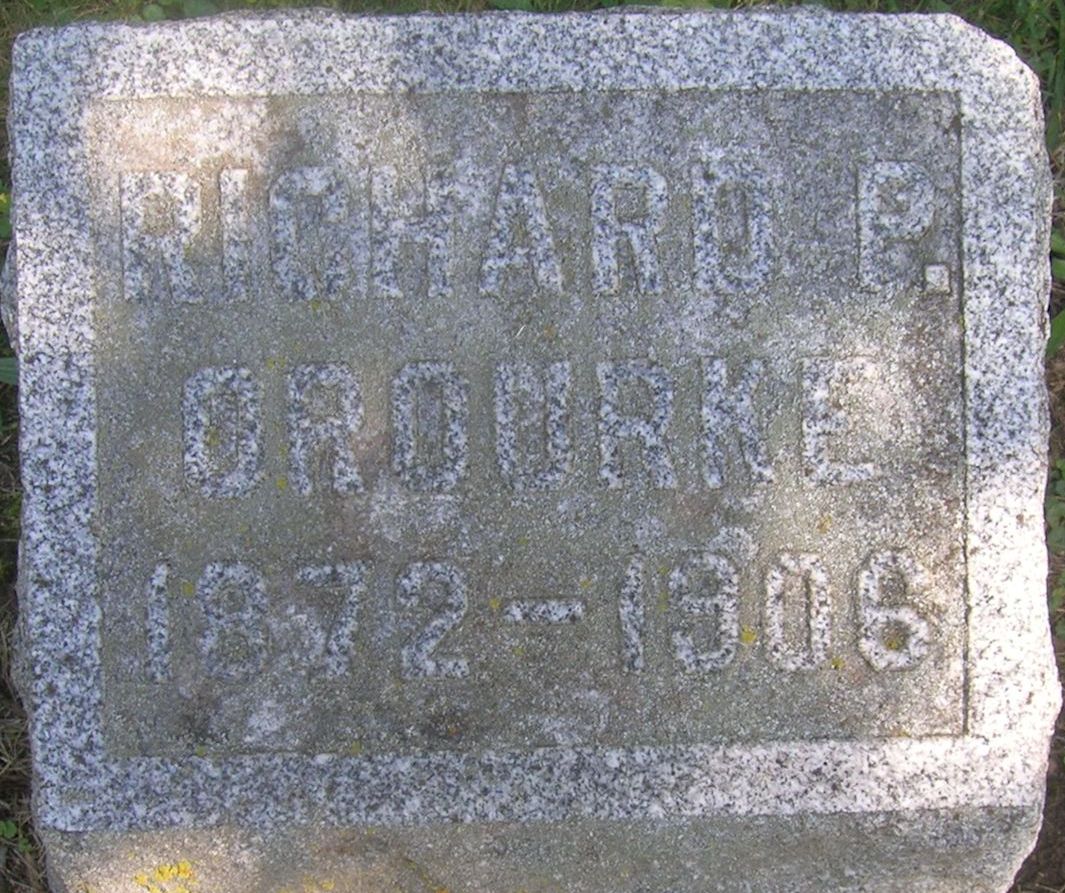 RICHARD P.
OROURKE
1872-1906